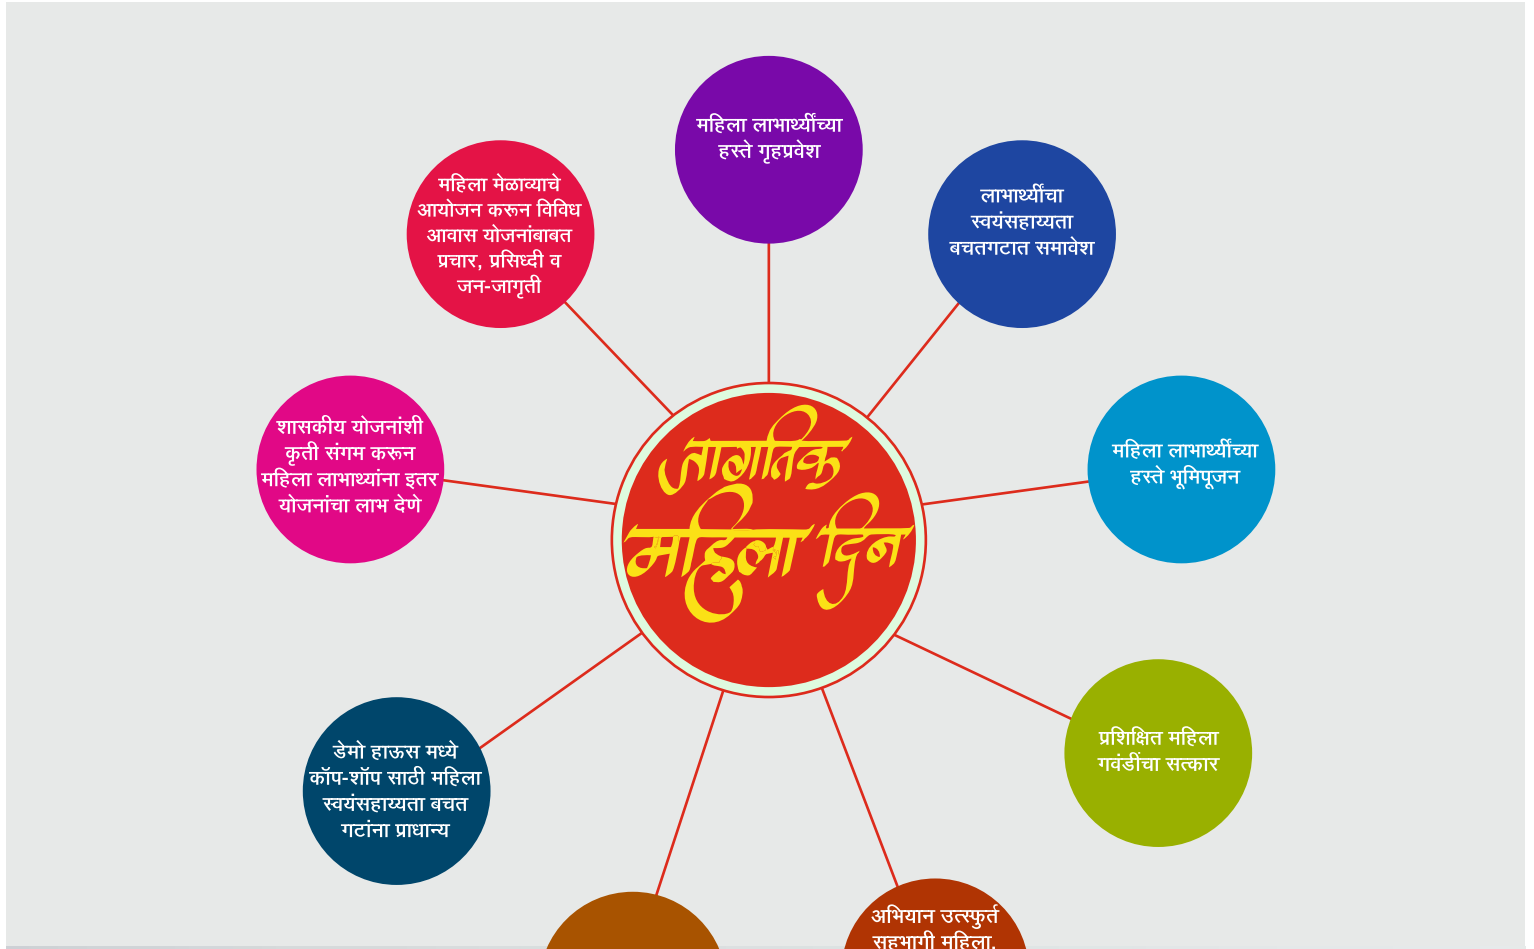 महिला लाभार्थ्यींच्या
हस्ते गृहप्रवेश
लाभार्थ्यींचा
स्वयंसहाय्यता
बचतगटात समावेश
महिला लाभार्थ्यींच्या
हस्ते भूमिपूजन
प्रशिक्षित महिला
गवंडींचा सत्कार
अभियान उत्स्फुर्त
सहभागी महिला.
डेमो हाऊस मध्ये
कॉप-शॉप साठी महिला
स्वयंसहाय्यता बचत
गटांना प्राधान्य
शासकीय योजनांशी
कृती संगम करून
महिला लाभार्थ्यांना इतर
योजनांचा लाभ देणे
महिला मेळाव्याचे
आयोजन करून विविध
आवास योजनांबाबत
प्रचार, प्रसिध्दी व
जन-जागृती
जागतिक
महिला दिन